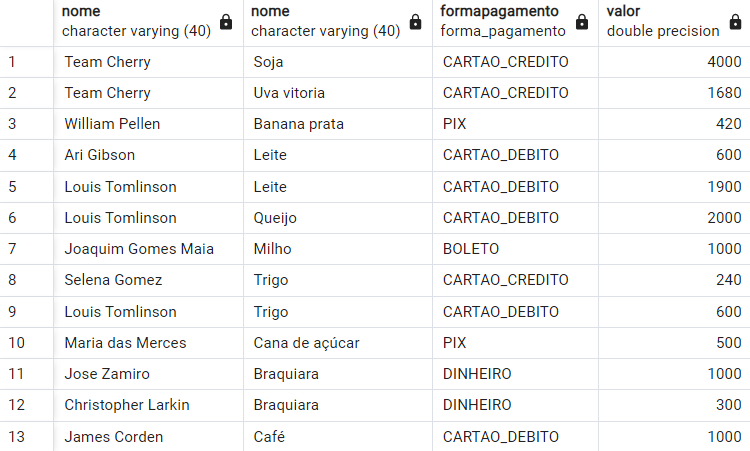 nome nome formapagamento valor
character varying (40) character varying (40) forma_pagamento double precision
1 Team Cherry Soja CARTAO_CREDITO 4000
2 Team Cherry Uva vitoria CARTAO_CREDITO 1680
3 William Pellen Banana prata PIX 420
4 Ari Gibson Leite CARTAO_DEBITO 600
5 Louis Tomlinson Leite CARTAO_DEBITO 1900
6 Louis Tomlinson Queijo CARTAO_DEBITO 2000
7 Joaquim Gomes Maia Milho BOLETO 1000
8 Selena Gomez Trigo CARTAO_CREDITO 240
9 Louis Tomlinson Trigo CARTAO_DEBITO 600
10 Maria das Merces Cana de açúcar PIX 500
11 Jose Zamiro Braquiara DINHEIRO 1000
12 Christopher Larkin Braquiara DINHEIRO 300
13 James Corden Café CARTAO_DEBITO 1000